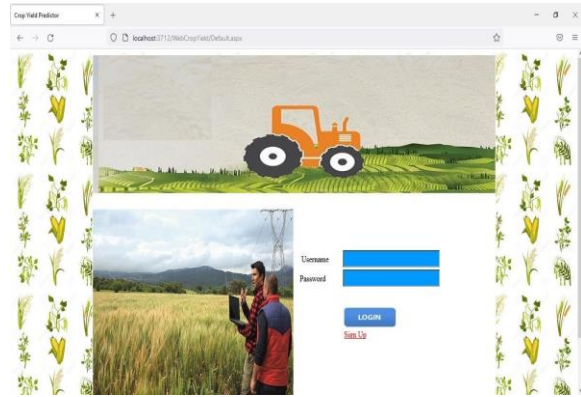 Crop Yield Predictor
localhost:3712/WebCropYield/Default.aspx
Username
Password
LOGIN
Sign Up